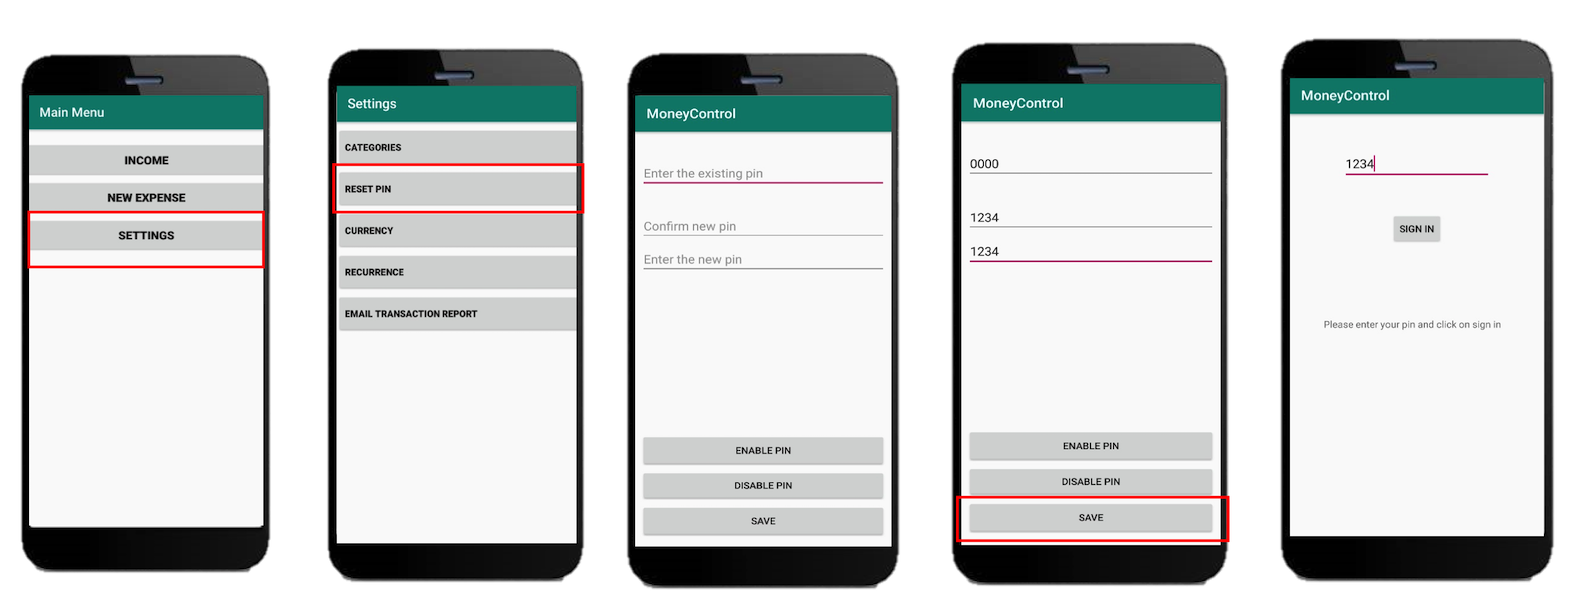 Main Menu
INCOME
NEW EXPENSE
SETTINGS
Settings
CATEGORIES
RESET PIN
CURRENCY
RECURRENCE
EMAIL TRANSACTION REPORT
MoneyControl
Enter the existing pin
Confirm new pin
Enter the new pin
ENABLE PIN
DISABLE PIN
SAVE
MoneyControl
0000
1234
1234
ENABLE PIN
DISABLE PIN
SAVE
MoneyControl
1234
SIGN IN
Please enter your pin and click on sign in